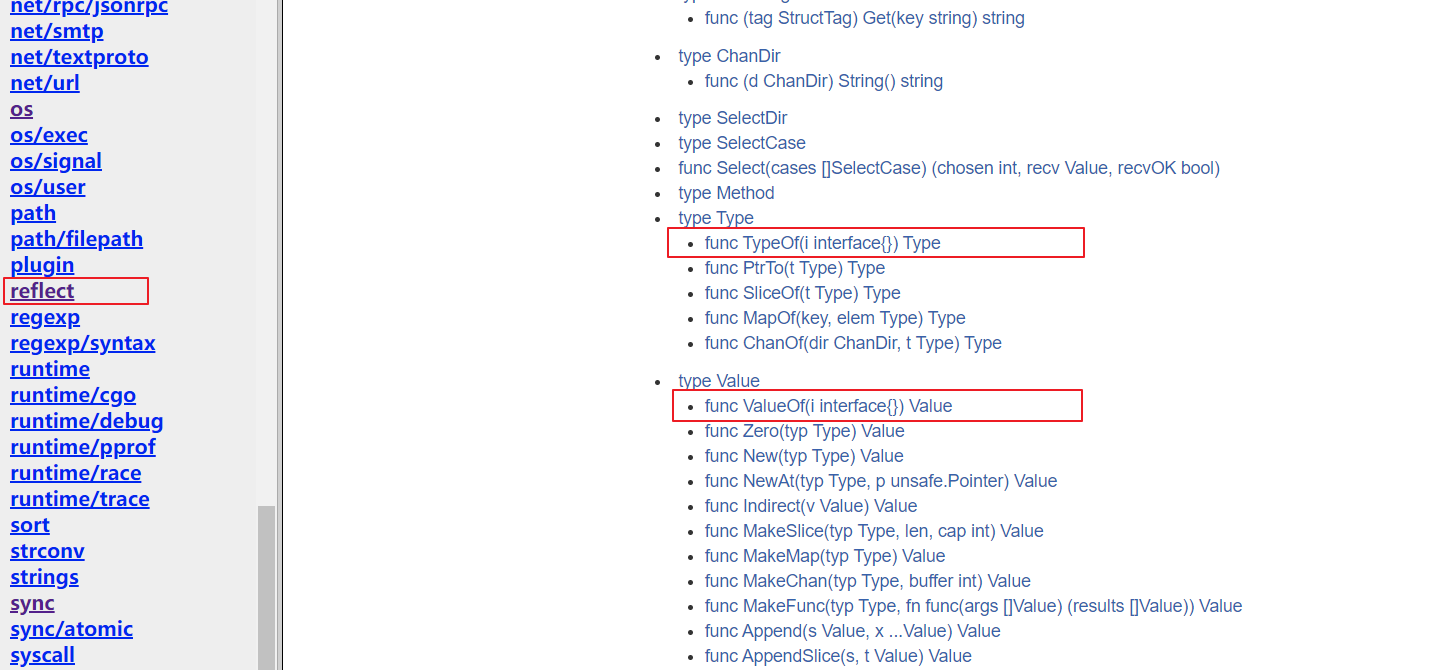 net/rpc/jsonrpc
net/smtp
net/textproto
net/url
os
os/exec
os/signal
os/user
path
path/filepath
plugin
reflect
regexp
regexp/syntax
runtime
runtime/cgo
runtime/debug
runtime/pprof
runtime/race
runtime/trace
sort
strconv
strings
sync
sync/atomic
syscall
func (tag StructTag) Get(key string) string
type ChanDir
func (d ChanDir) String() string
type SelectDir
type SelectCase
func Select(cases []SelectCase) (chosen int, recv Value, recvOK bool)
type Method
type Type
func TypeOf(i interface{}) Type
func PtrTo(t Type) Type
func SliceOf(t Type) Type
func MapOf(key, elem Type) Type
func ChanOf(dir ChanDir, t Type) Type
type Value
func ValueOf(i interface{}) Value
func Zero(typ Type) Value
func New(typ Type) Value
func NewAt(typ Type, p unsafe.Pointer) Value
func Indirect(v Value) Value
func MakeSlice(typ Type, len, cap int) Value
func MakeMap(typ Type) Value
func MakeChan(typ Type, buffer int) Value
func MakeFunc(typ Type, fn func(args []Value) (results []Value)) Value
func Append(s Value, x ...Value) Value
func AppendSlice(s, t Value) Value